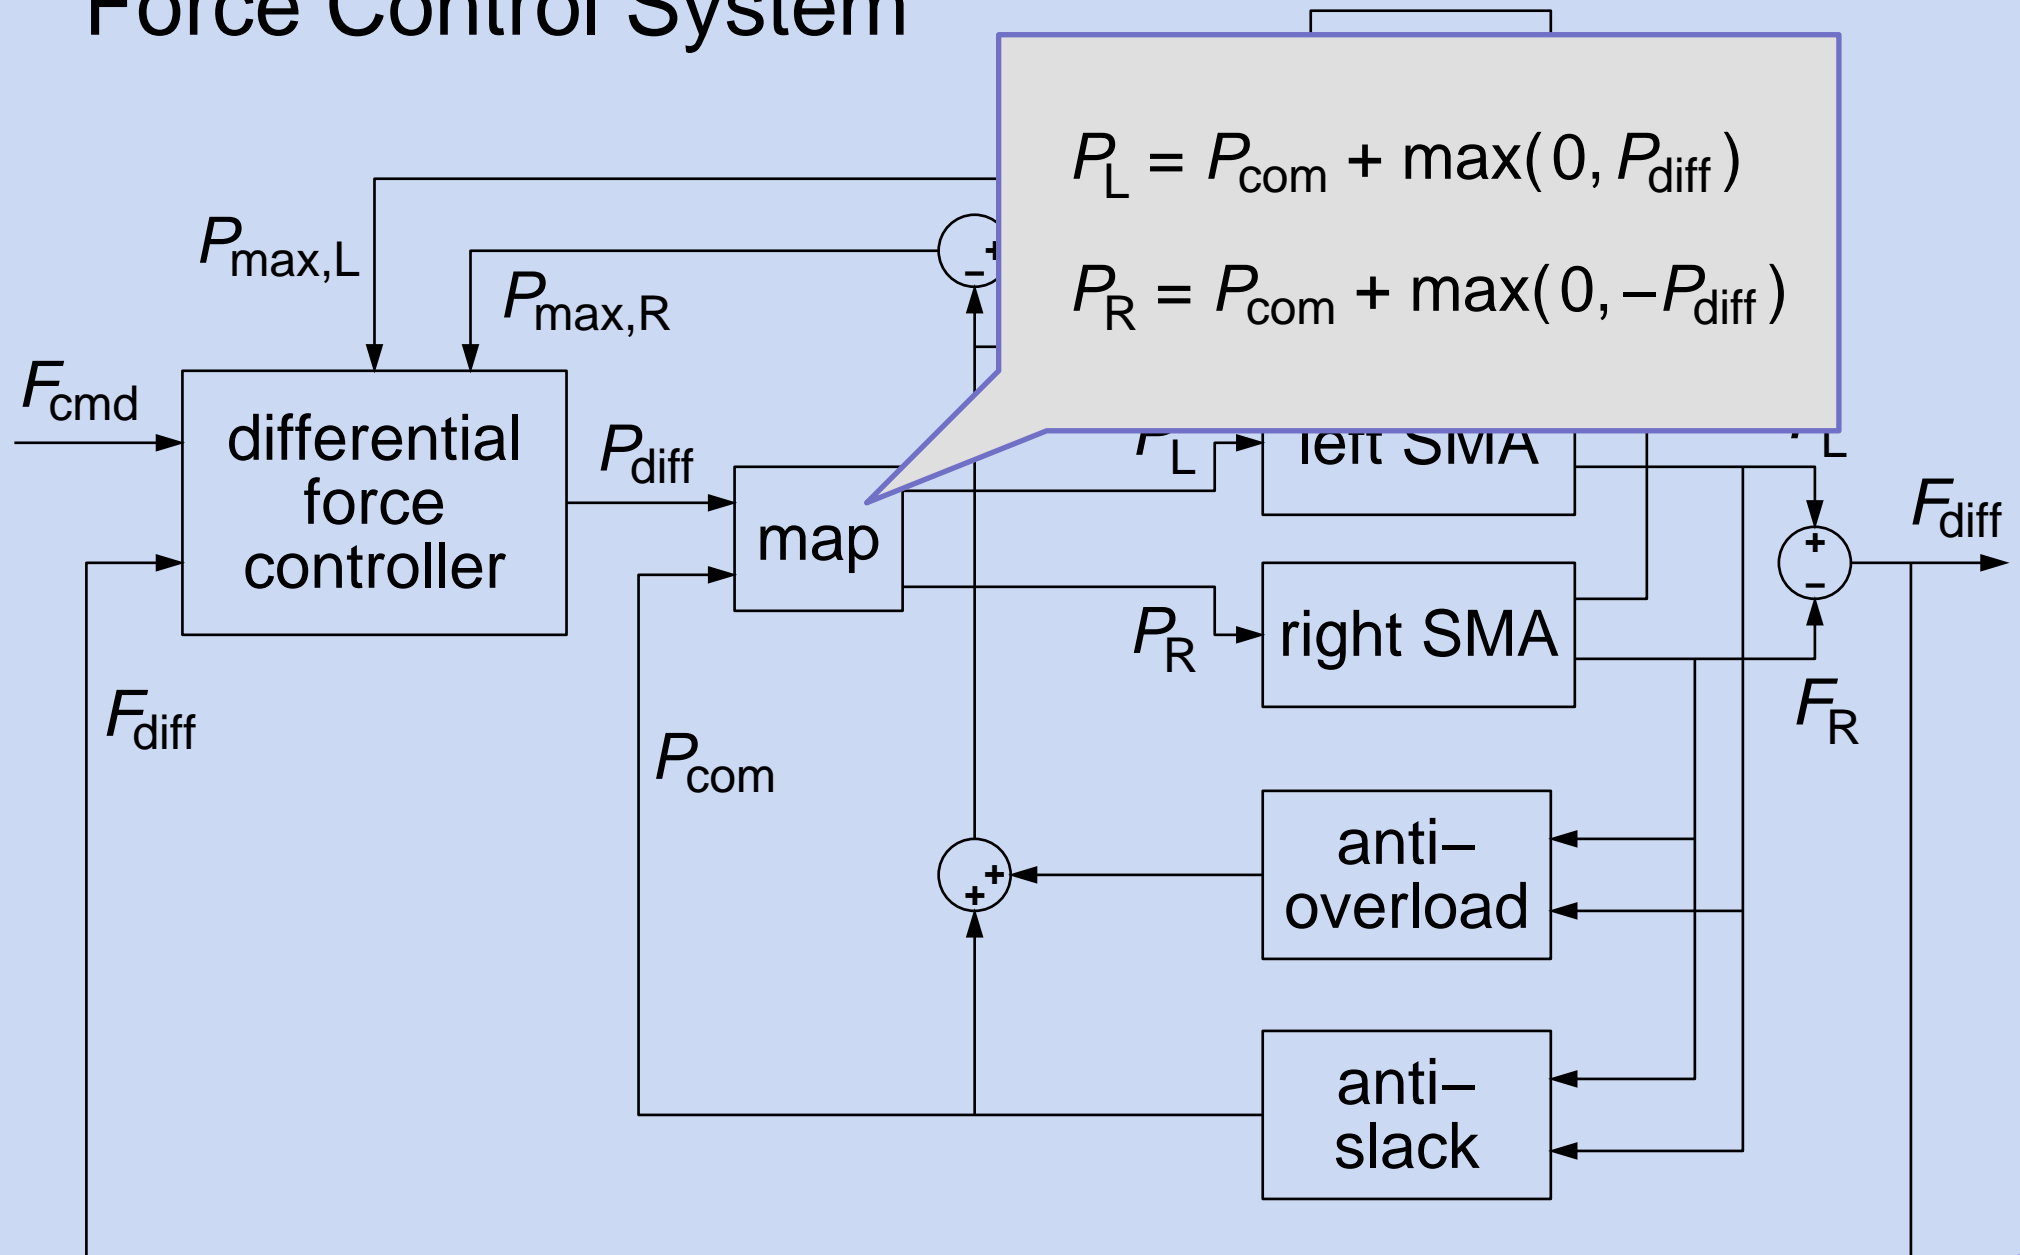 Force Control System
P_L = P_com + max(0, P_diff)
P_R = P_com + max(0, –P_diff)
P_max,L
P_max,R
+
–
F_cmd
differential
force
controller
P_diff
map
P_L
left SMA
F_L
F_diff
+
–
P_R
right SMA
F_R
F_diff
P_com
anti–
overload
+
+
anti–
slack